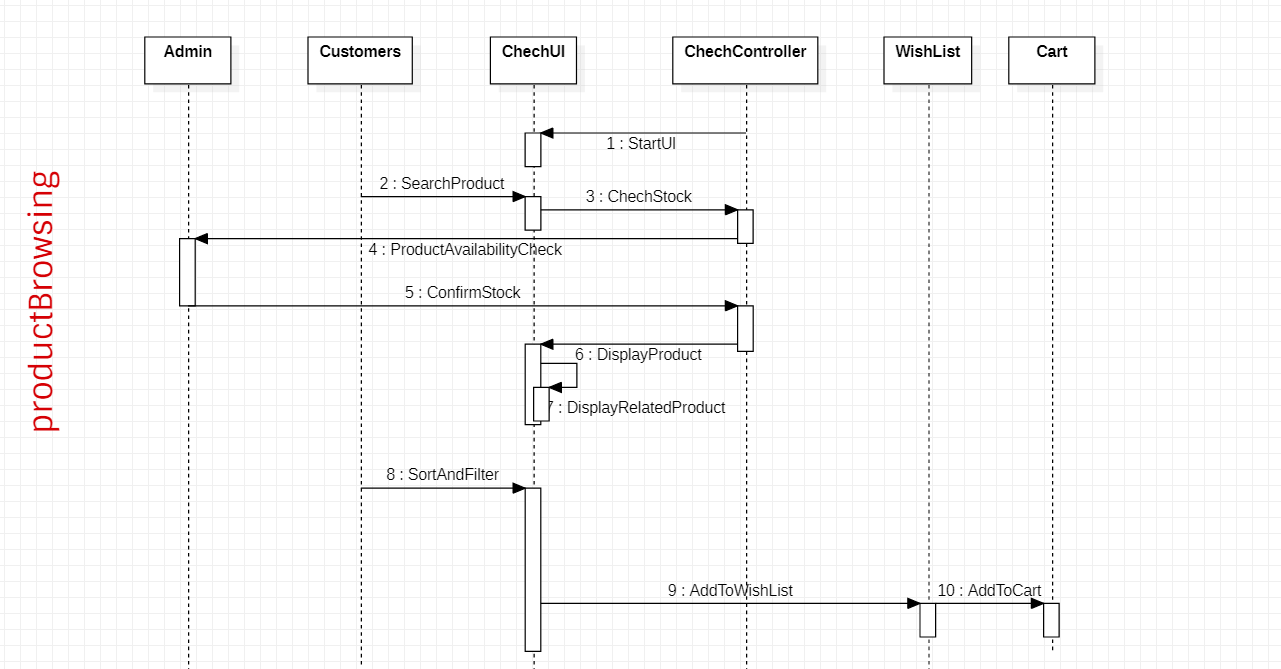 Admin
Customers
ChechUI
ChechController
WishList
Cart
productBrowsing
1 : StartUI
2 : SearchProduct
3 : ChechStock
4 : ProductAvailabilityCheck
5 : ConfirmStock
6 : DisplayProduct
7 : DisplayRelatedProduct
8 : SortAndFilter
9 : AddToWishList
10 : AddToCart